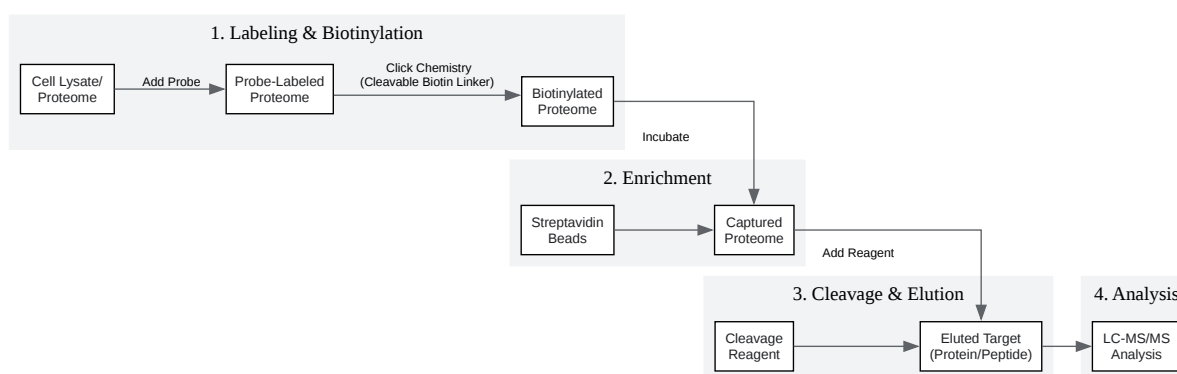 1. Labeling & Biotinylation
Cell Lysate/
Proteome
Add Probe
Probe-Labeled
Proteome
Click Chemistry
(Cleavable Biotin Linker)
Biotinylated
Proteome
Incubate
2. Enrichment
Streptavidin
Beads
Captured
Proteome
Add Reagent
3. Cleavage & Elution
Cleavage
Reagent
Eluted Target
(Protein/Peptide)
4. Analysis
LC-MS/MS
Analysis